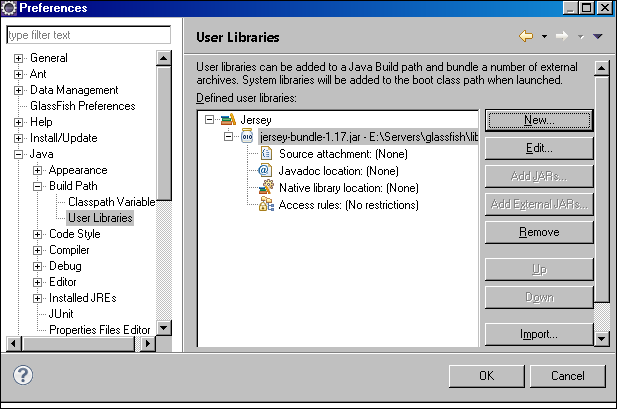 Preferences
type filter text
General
Ant
Data Management
GlassFish Preferences
Help
Install/Update
Java
Appearance
Build Path
Classpath Variable
User Libraries
Code Style
Compiler
Debug
Editor
Installed JREs
JUnit
Properties Files Editor
User Libraries
User libraries can be added to a Java Build path and bundle a number of external
archives. System libraries will be added to the boot class path when launched.
Defined user libraries:
Jersey
010 jersey-bundle-1.17.jar - E:\Servers\glassfish\lib
Source attachment: (None)
@ Javadoc location: (None)
Native library location: (None)
Access rules: (No restrictions)
New...
Edit...
Add JARs...
Add External JARs...
Remove
Up
Down
Import...
?
OK
Cancel